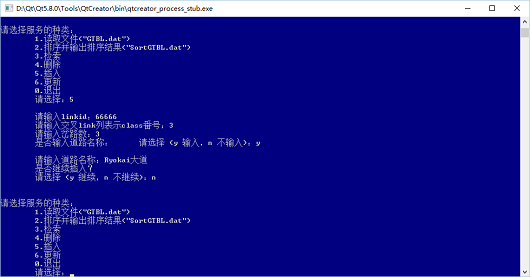 D:\Qt\Qt5.8.0\Tools\QtCreator\bin\qtcreator_process_stub.exe
请选择服务的种类:
1.读取文件("GTBL.dat")
2.排序并输出排序结果("SortGTBL.dat")
3.检索
4.删除
5.插入
6.更新
0.退出
请选择: 5
请输入linkid: 66666
请输入交叉link列表示class番号: 3
请输入岔路数: 3
是否输入道路名称: 请选择 (y 输入, n 不输入): y
请输入道路名称: Ryokai大道
是否继续插入?
请选择 (y 继续, n 不继续): n
请选择服务的种类:
1.读取文件("GTBL.dat")
2.排序并输出排序结果("SortGTBL.dat")
3.检索
4.删除
5.插入
6.更新
0.退出
请选择: